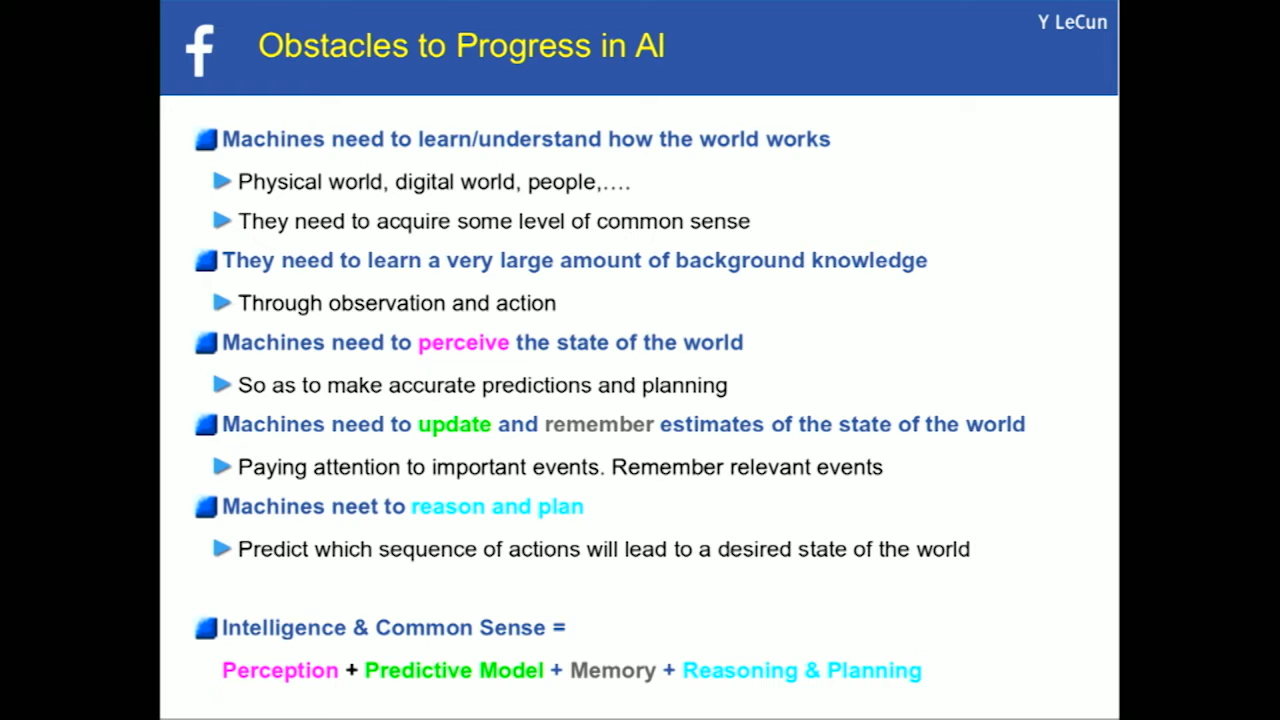 Y LeCun
f
Obstacles to Progress in AI
Machines need to learn/understand how the world works
Physical world, digital world, people,....
They need to acquire some level of common sense
They need to learn a very large amount of background knowledge
Through observation and action
Machines need to perceive the state of the world
So as to make accurate predictions and planning
Machines need to update and remember estimates of the state of the world
Paying attention to important events. Remember relevant events
Machines neet to reason and plan
Predict which sequence of actions will lead to a desired state of the world
Intelligence & Common Sense =
Perception + Predictive Model + Memory + Reasoning & Planning